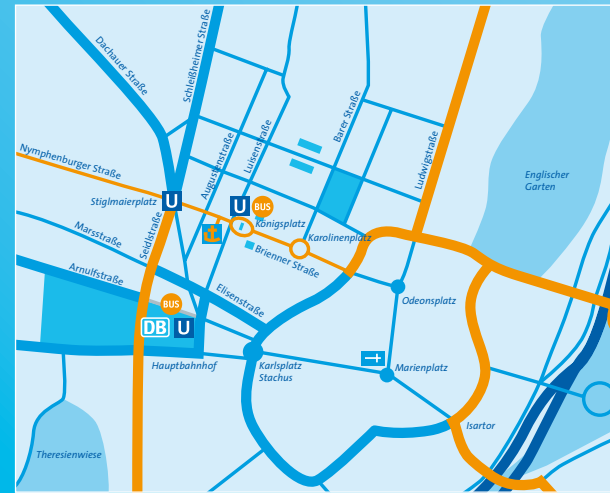 Dachauer Straße
Schleißheimer Straße
Nymphenburger Straße
Augustenstraße
Luisenstraße
Barer Straße
Ludwigstraße
Englischer
Garten
Stiglmaierplatz
U
U
BUS
Königsplatz
Karolinenplatz
Marsstraße
Seidlstraße
Brienner Straße
Arnulfstraße
Elisenstraße
Odeonsplatz
BUS
DB
U
Hauptbahnhof
Karlsplatz
Stachus
Marienplatz
Isartor
Theresienwiese